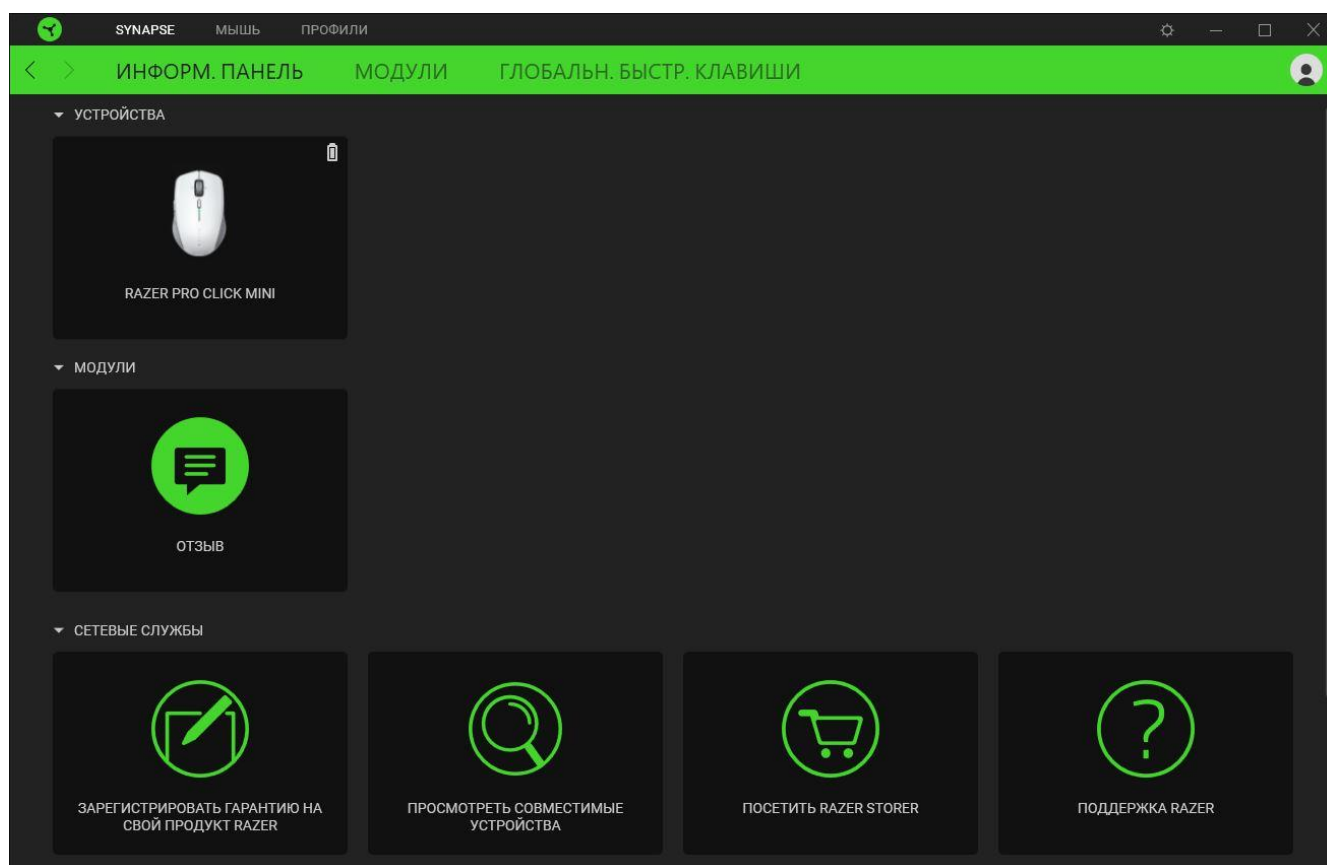 SYNAPSE МЫШЬ ПРОФИЛИ
ИНФОРМ. ПАНЕЛЬ МОДУЛИ ГЛОБАЛЬН. БЫСТР. КЛАВИШИ
УСТРОЙСТВА
RAZER PRO CLICK MINI
МОДУЛИ
ОТЗЫВ
СЕТЕВЫЕ СЛУЖБЫ
ЗАРЕГИСТРИРОВАТЬ ГАРАНТИЮ НА
СВОЙ ПРОДУКТ RAZER
ПРОСМОТРЕТЬ СОВМЕСТИМЫЕ
УСТРОЙСТВА
ПОСЕТИТЬ RAZER STORER
ПОДДЕРЖКА RAZER